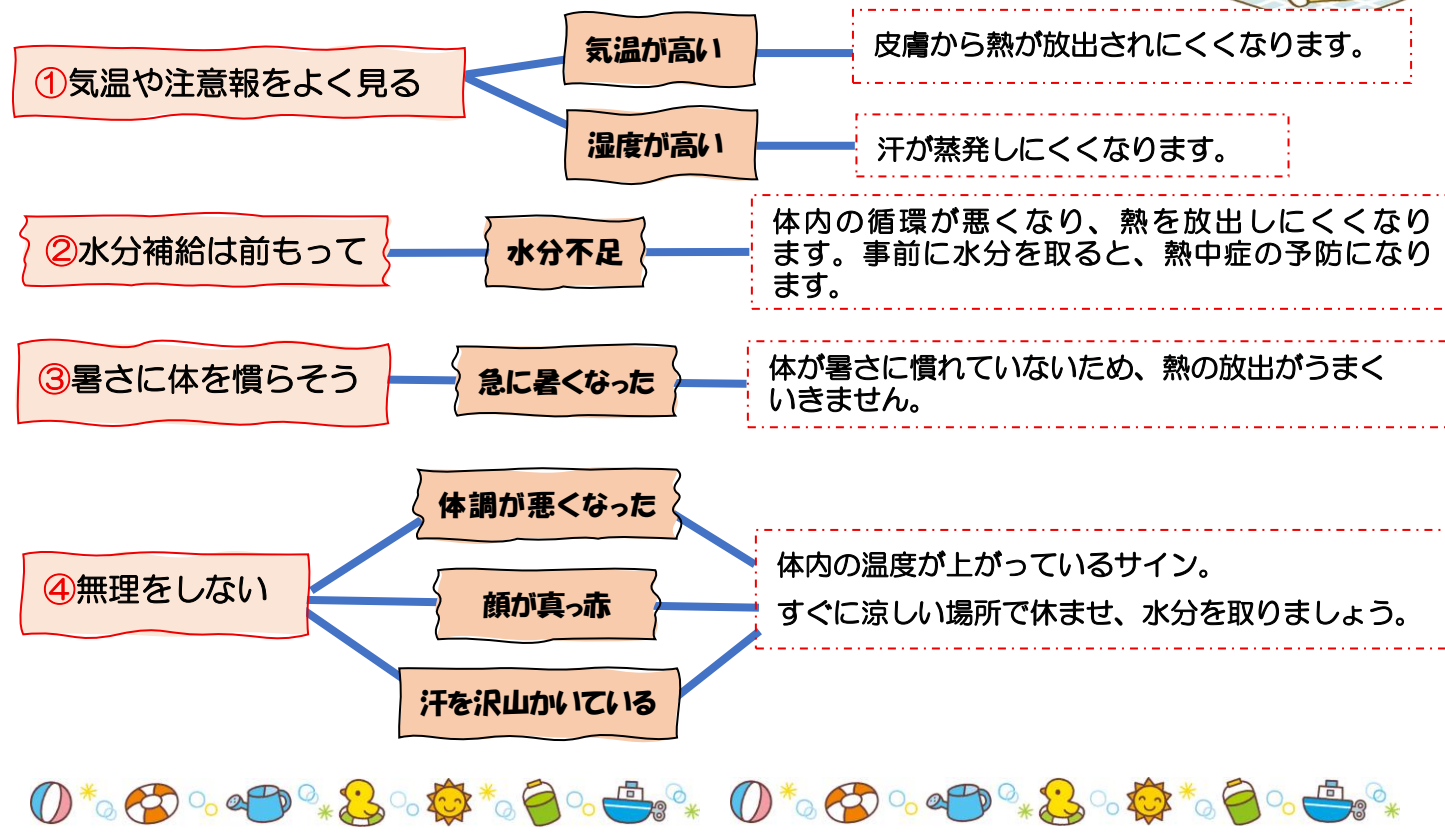 ①気温や注意報をよく見る
気温が高い
皮膚から熱が放出されにくくなります。
湿度が高い
汗が蒸発しにくくなります。
②水分補給は前もって
水分不足
体内の循環が悪くなり、熱を放出しにくくなり
ます。事前に水分を取ると、熱中症の予防になり
ます。
③暑さに体を慣らそう
急に暑くなった
体が暑さに慣れていないため、熱の放出がうまく
いきません。
④無理をしない
体調が悪くなった
顔が真っ赤
汗を沢山かいている
体内の温度が上がっているサイン。
すぐに涼しい場所で休ませ、水分を取りましょう。